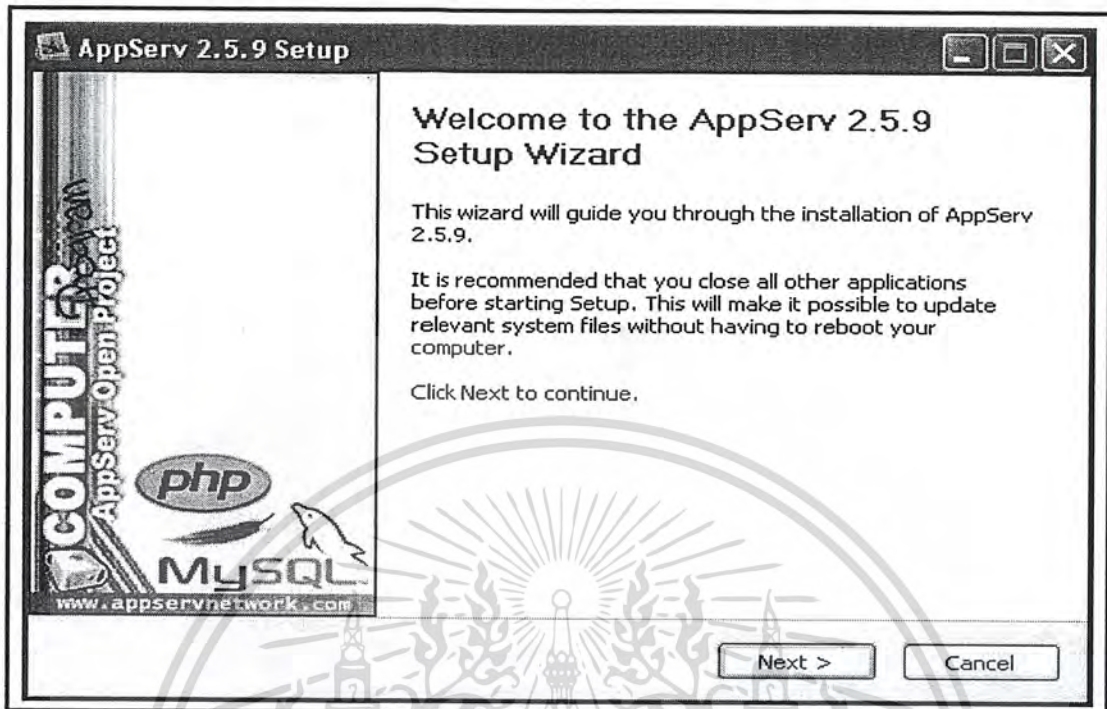 AppServ 2.5.9 Setup
Welcome to the AppServ 2.5.9
Setup Wizard
This wizard will guide you through the installation of AppServ
2.5.9.
It is recommended that you close all other applications
before starting Setup. This will make it possible to update
relevant system files without having to reboot your
computer.
Click Next to continue.
COMPUTER
AppServ Open Project
php
MySQL
www.appservnetwork.com
Next >
Cancel